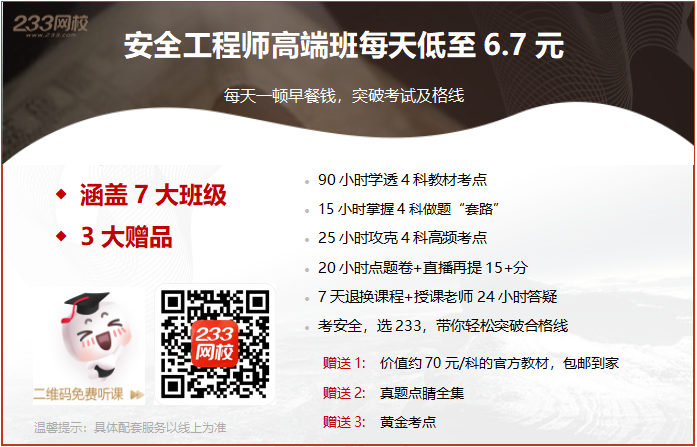 233网校
www.233.com
安全工程师高端班每天低至 6.7 元
每天一顿早餐钱，突破考试及格线
涵盖 7 大班级
3 大赠品
90 小时学透 4 科教材考点
15 小时掌握 4 科做题“套路”
25 小时攻克 4 科高频考点
20 小时点题卷+直播再提 15+分
7 天退换课程+授课老师 24 小时答疑
考安全，选 233，带你轻松突破合格线
233
网校
二维码免费听课
赠送 1： 价值约 70 元/科的官方教材，包邮到家
赠送 2： 真题点睛全集
赠送 3： 黄金考点
温馨提示：具体配套服务以线上为准